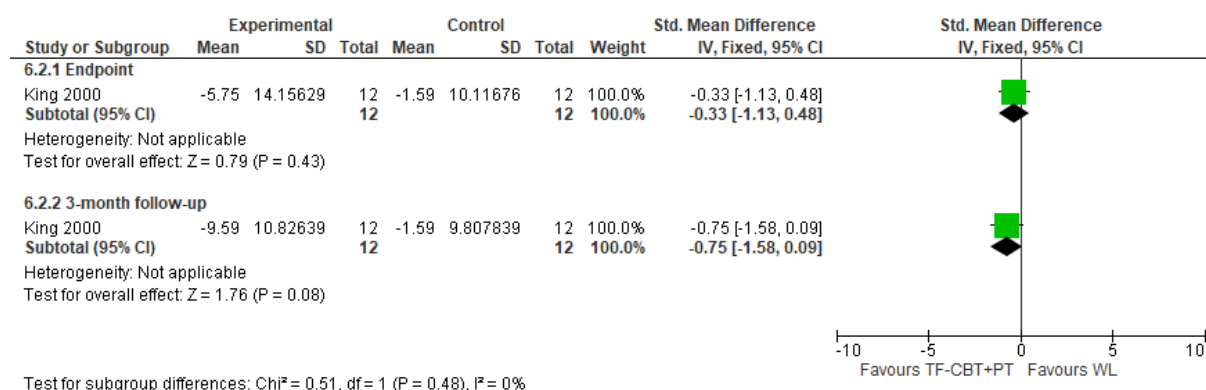 Experimental Control Std. Mean Difference Std. Mean Difference
Study or Subgroup Mean SD Total Mean SD Total Weight IV, Fixed, 95% CI IV, Fixed, 95% CI
6.2.1 Endpoint
King 2000 -5.75 14.15629 12 -1.59 10.11676 12 100.0% -0.33 [-1.13, 0.48]
Subtotal (95% CI) 12 12 100.0% -0.33 [-1.13, 0.48]
Heterogeneity: Not applicable
Test for overall effect: Z = 0.79 (P = 0.43)
6.2.2 3-month follow-up
King 2000 -9.59 10.82639 12 -1.59 9.807839 12 100.0% -0.75 [-1.58, 0.09]
Subtotal (95% CI) 12 12 100.0% -0.75 [-1.58, 0.09]
Heterogeneity: Not applicable
Test for overall effect: Z = 1.76 (P = 0.08)
-10 -5 0 5 10
Favours TF-CBT+PT Favours WL
Test for subgroup differences: Chi² = 0.51, df = 1 (P = 0.48), I² = 0%